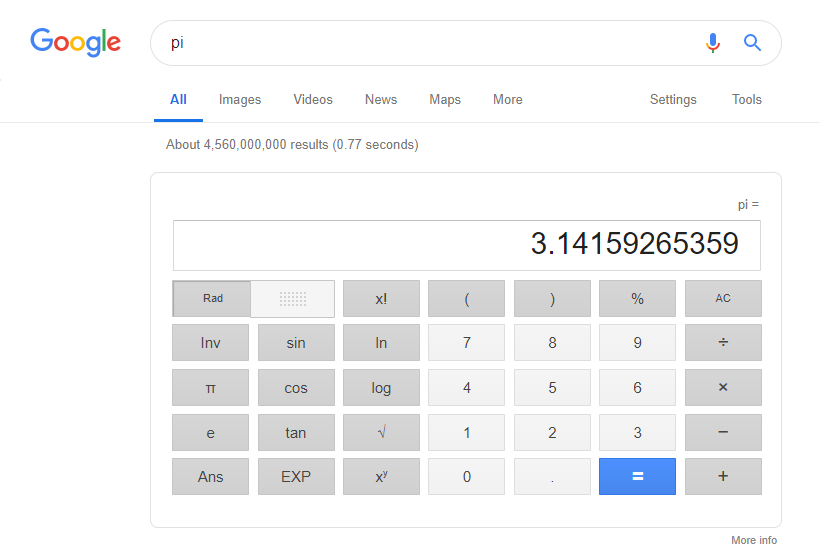 Google pi
All Images Videos News Maps More Settings Tools
About 4,560,000,000 results (0.77 seconds)
pi =
3.14159265359
Rad x! ( ) % AC
Inv sin ln 7 8 9 ÷
π cos log 4 5 6 ×
e tan √ 1 2 3 −
Ans EXP xʸ 0 . = +
More info